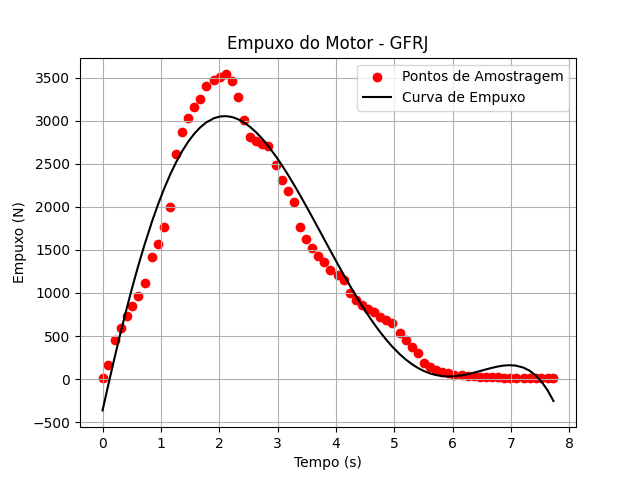 Empuxo do Motor - GFRJ
Pontos de Amostragem
Curva de Empuxo
Empuxo (N)
3500
3000
2500
2000
1500
1000
500
0
−500
0 1 2 3 4 5 6 7 8
Tempo (s)